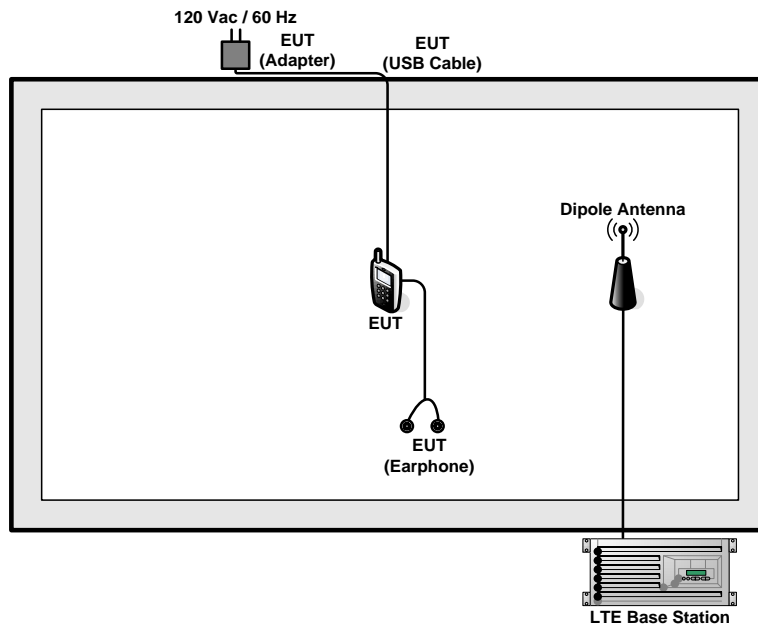 120 Vac / 60 Hz
EUT
(Adapter)
EUT
(USB Cable)
Dipole Antenna
EUT
EUT
(Earphone)
LTE Base Station